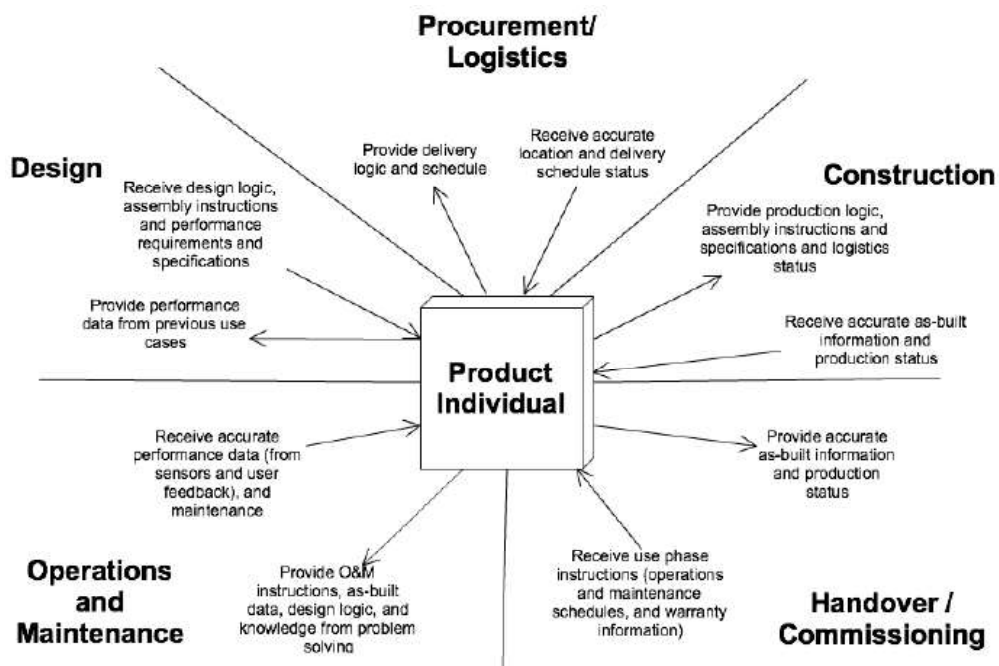 Procurement/
Logistics
Design
Provide delivery
logic and schedule
Receive accurate
location and delivery
schedule status
Construction
Receive design logic,
assembly instructions
and performance
requirements and
specifications
Provide production logic,
assembly instructions and
specifications and logistics
status
Provide performance
data from previous use
cases
Receive accurate as-built
information and
production status
Product
Individual
Receive accurate
performance data (from
sensors and user
feedback), and
maintenance
Provide accurate
as-built information
and production
status
Operations
and
Maintenance
Provide O&M
instructions, as-built
data, design logic, and
knowledge from problem
solving
Receive use phase
instructions (operations
and maintenance
schedules, and warranty
information)
Handover /
Commissioning